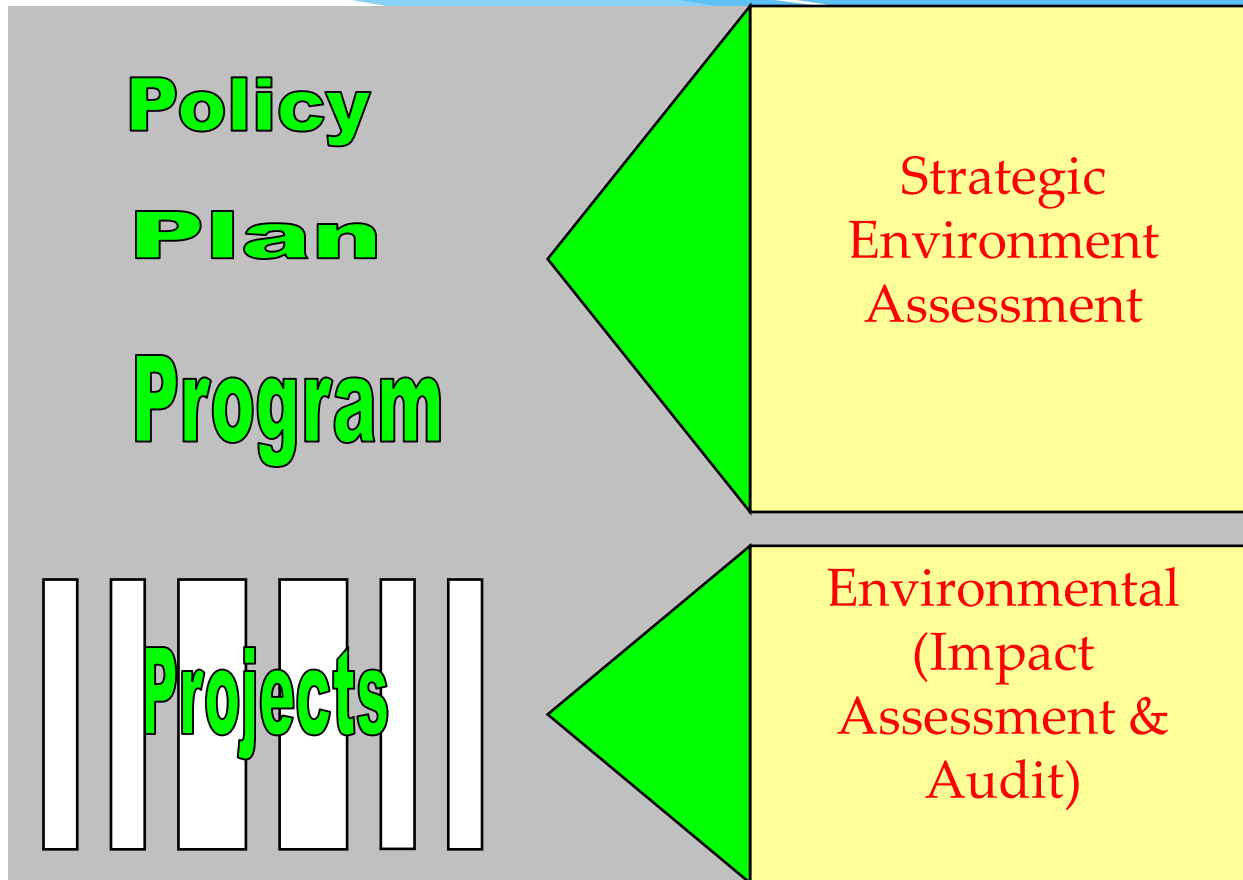 Policy
Plan
Program
Strategic
Environment
Assessment
Projects
Environmental
(Impact
Assessment &
Audit)